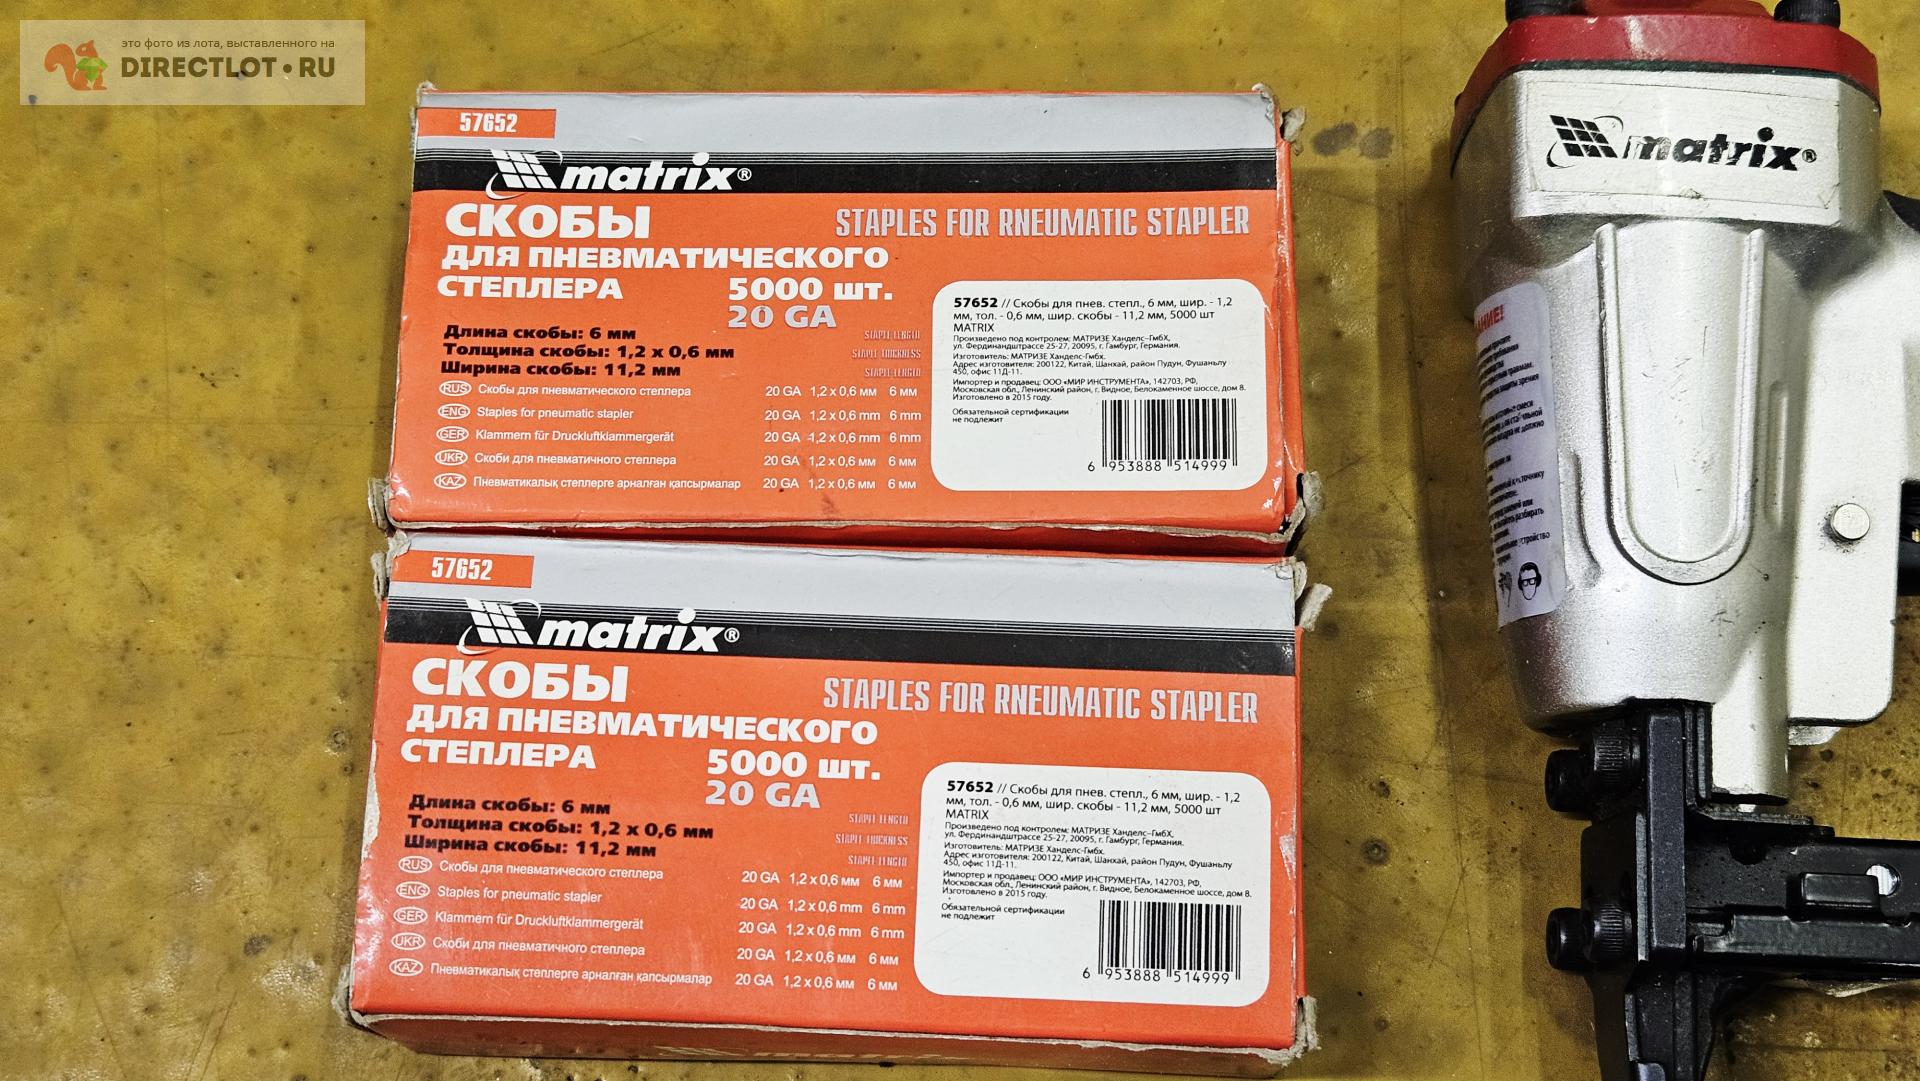 это фото из лота, выставленного на
DIRECTLOT•RU
57652
matrix®
СКОБЫ
STAPLES FOR RNEUMATIC STAPLER
ДЛЯ ПНЕВМАТИЧЕСКОГО
СТЕПЛЕРА
5000 шт.
20 GA
Длина скобы: 6 мм
STAPLE LENGTH
Толщина скобы: 1,2 x 0,6 мм
STAPLE THICKNESS
Ширина скобы: 11,2 мм
STAPLE LENGTH
RUS Скобы для пневматического степлера 20 GA 1,2 x 0,6 мм 6 мм
ENG Staples for pneumatic stapler 20 GA 1,2 x 0,6 mm 6 mm
GER Klammern für Druckluftklammergerät 20 GA 1,2 x 0,6 mm 6 mm
UKR Скоби для пневматичного степлера 20 GA 1,2 x 0,6 мм 6 мм
KAZ Пневматикалық степлерге арналған қапсырмалар 20 GA 1,2 x 0,6 мм 6 мм
57652 // Скобы для пнев. степл., 6 мм, шир. - 1,2
мм, тол. - 0,6 мм, шир. скобы - 11,2 мм, 5000 шт
MATRIX
Произведено под контролем: МАТРИЗЕ Ханделс-ГмбХ,
ул. Фердинандштрассе 25-27, 20095, г. Гамбург, Германия.
Изготовитель: МАТРИЗЕ Ханделс-Гмбх.
Адрес изготовителя: 200122, Китай, Шанхай, район Пудун, Фушаньлу
450, офис 11Д-11.
Импортер и продавец: ООО «МИР ИНСТРУМЕНТА», 142703, РФ,
Московская обл., Ленинский район, г. Видное, Белокаменное шоссе, дом 8.
Изготовлено в 2015 году.
Обязательной сертификации
не подлежит
6 953888 514999
57652
matrix®
СКОБЫ
STAPLES FOR RNEUMATIC STAPLER
ДЛЯ ПНЕВМАТИЧЕСКОГО
СТЕПЛЕРА
5000 шт.
20 GA
Длина скобы: 6 мм
STAPLE LENGTH
Толщина скобы: 1,2 x 0,6 мм
STAPLE THICKNESS
Ширина скобы: 11,2 мм
STAPLE LENGTH
RUS Скобы для пневматического степлера 20 GA 1,2 x 0,6 мм 6 мм
ENG Staples for pneumatic stapler 20 GA 1,2 x 0,6 mm 6 mm
GER Klammern für Druckluftklammergerät 20 GA 1,2 x 0,6 mm 6 mm
UKR Скоби для пневматичного степлера 20 GA 1,2 x 0,6 мм 6 мм
KAZ Пневматикалық степлерге арналған қапсырмалар 20 GA 1,2 x 0,6 мм 6 мм
57652 // Скобы для пнев. степл., 6 мм, шир. - 1,2
мм, тол. - 0,6 мм, шир. скобы - 11,2 мм, 5000 шт
MATRIX
Произведено под контролем: МАТРИЗЕ Ханделс-ГмбХ,
ул. Фердинандштрассе 25-27, 20095, г. Гамбург, Германия.
Изготовитель: МАТРИЗЕ Ханделс-Гмбх.
Адрес изготовителя: 200122, Китай, Шанхай, район Пудун, Фушаньлу
450, офис 11Д-11.
Импортер и продавец: ООО «МИР ИНСТРУМЕНТА», 142703, РФ,
Московская обл., Ленинский район, г. Видное, Белокаменное шоссе, дом 8.
Изготовлено в 2015 году.
Обязательной сертификации
не подлежит
6 953888 514999
matrix®